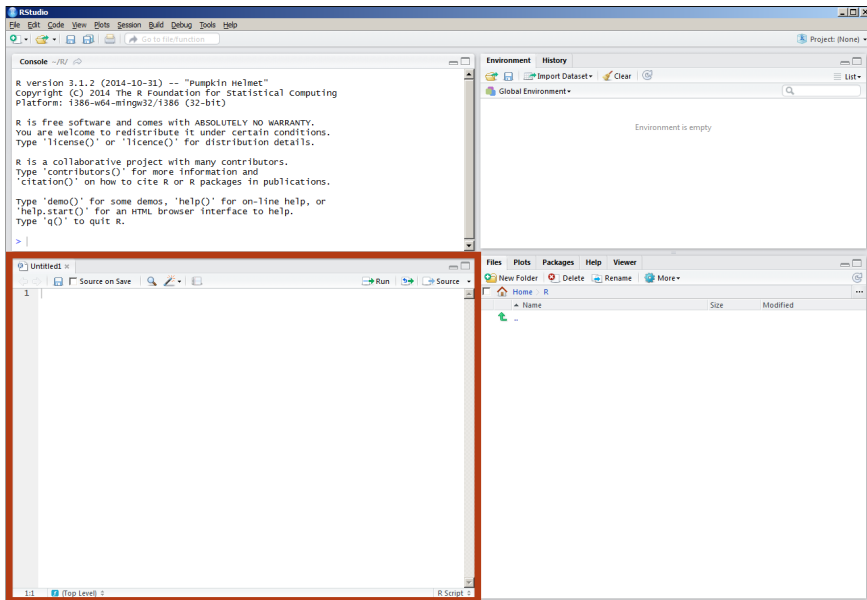 RStudio
File Edit Code View Plots Session Build Debug Tools Help
Go to file/function
Project: (None)
Console ~/R/
R version 3.1.2 (2014-10-31) -- "Pumpkin Helmet"
Copyright (C) 2014 The R Foundation for Statistical Computing
Platform: i386-w64-mingw32/i386 (32-bit)
R is free software and comes with ABSOLUTELY NO WARRANTY.
You are welcome to redistribute it under certain conditions.
Type 'license()' or 'licence()' for distribution details.
R is a collaborative project with many contributors.
Type 'contributors()' for more information and
'citation()' on how to cite R or R packages in publications.
Type 'demo()' for some demos, 'help()' for on-line help, or
'help.start()' for an HTML browser interface to help.
Type 'q()' to quit R.
>
Environment History
Import Dataset Clear List
Global Environment
Environment is empty
Untitled1
Source on Save Run Source
1
1:1 (Top Level) R Script
Files Plots Packages Help Viewer
New Folder Delete Rename More
Home R
Name Size Modified
..